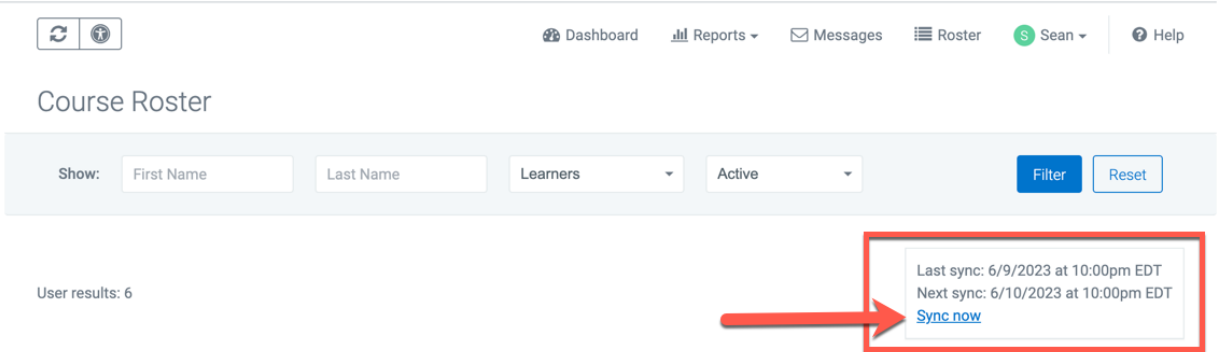 Dashboard Reports Messages Roster S Sean Help
Course Roster
Show: First Name Last Name Learners Active Filter Reset
Last sync: 6/9/2023 at 10:00pm EDT
User results: 6 Next sync: 6/10/2023 at 10:00pm EDT
Sync now